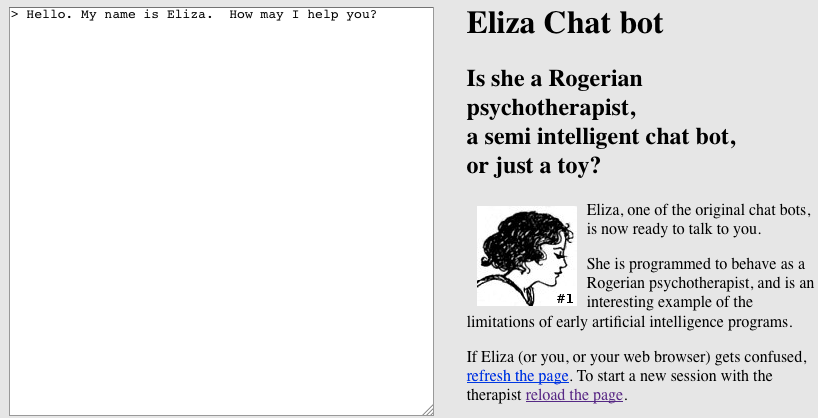 > Hello. My name is Eliza.  How may I help you?
Eliza Chat bot
Is she a Rogerian
psychotherapist,
a semi intelligent chat bot,
or just a toy?
Eliza, one of the original chat bots,
is now ready to talk to you.
She is programmed to behave as a
Rogerian psychotherapist, and is an
interesting example of the
#1
limitations of early artificial intelligence programs.
If Eliza (or you, or your web browser) gets confused,
refresh the page. To start a new session with the
therapist reload the page.